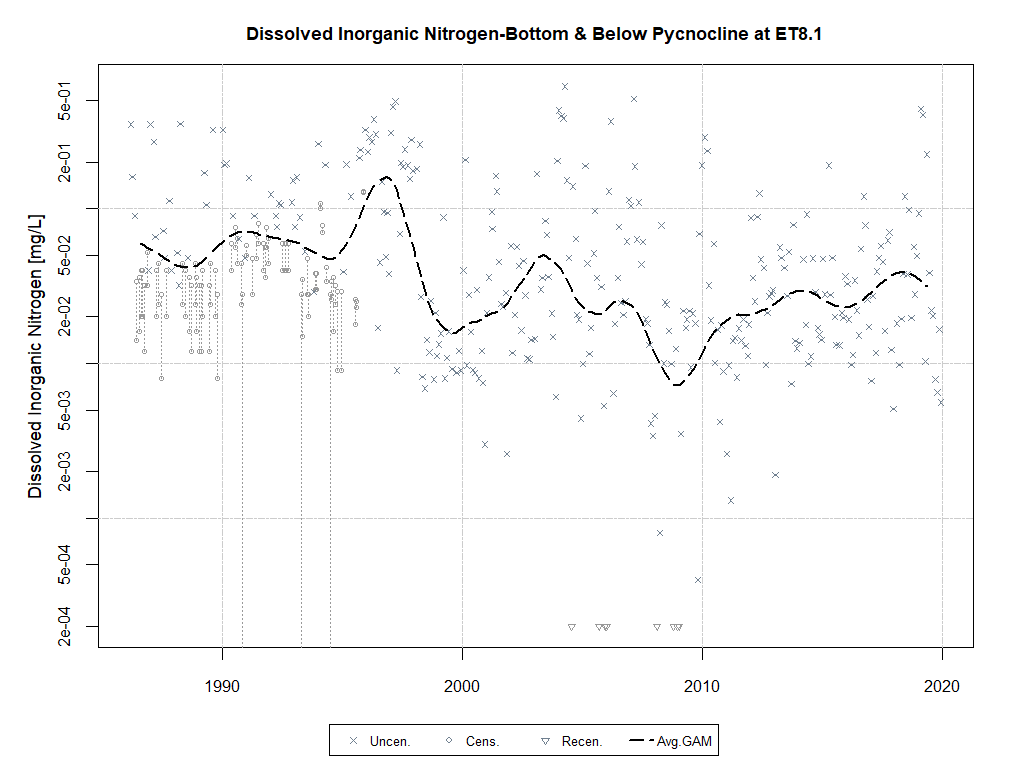 Dissolved Inorganic Nitrogen-Bottom & Below Pycnocline at ET8.1
Dissolved Inorganic Nitrogen [mg/L]
5e-01
2e-01
5e-02
2e-02
5e-03
2e-03
5e-04
2e-04
1990 2000 2010 2020
Uncen. Cens. Recen. Avg.GAM